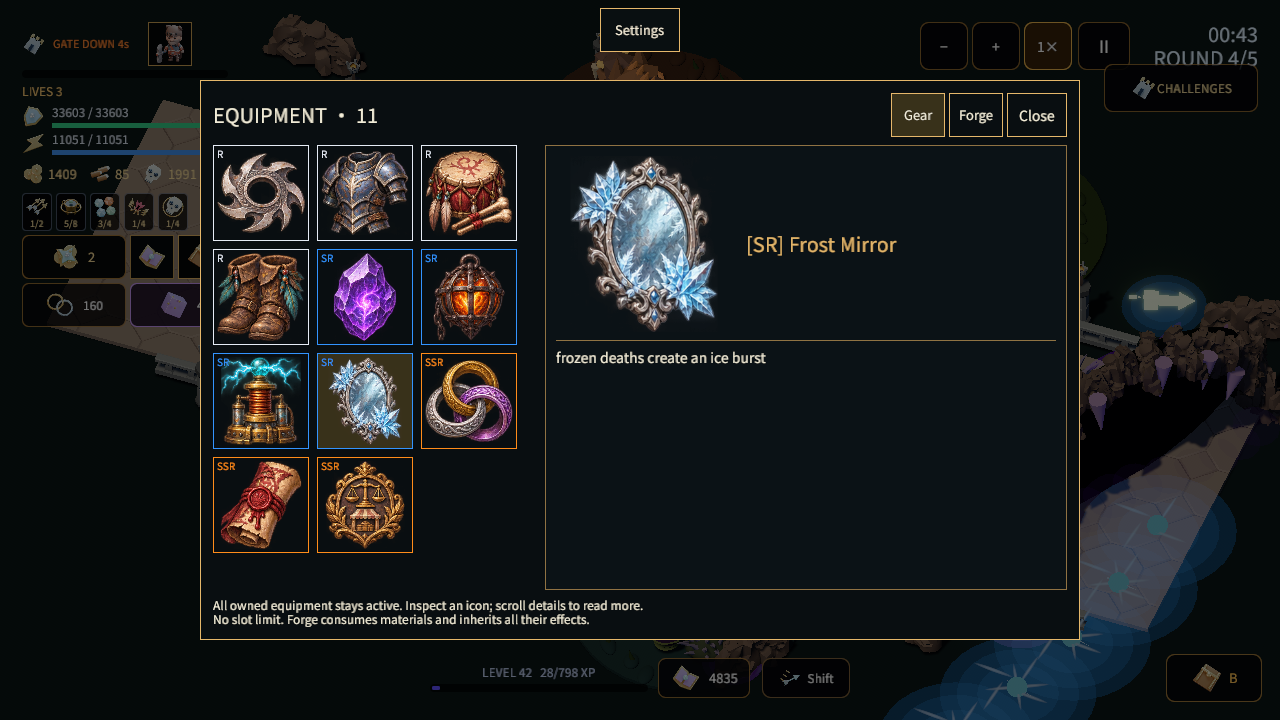 Settings
GATE DOWN 4s
− + 1× II
00:43
ROUND 4/5
CHALLENGES
LIVES 3
33603 / 33603
11051 / 11051
1409 85 1991
1/2 5/8 3/4 1/4 1/4
2
160
EQUIPMENT • 11
Gear Forge Close
R R R
R SR SR
SR SR SSR
SSR SSR
[SR] Frost Mirror
frozen deaths create an ice burst
All owned equipment stays active. Inspect an icon; scroll details to read more.
No slot limit. Forge consumes materials and inherits all their effects.
LEVEL 42 28/798 XP
4835
Shift
B